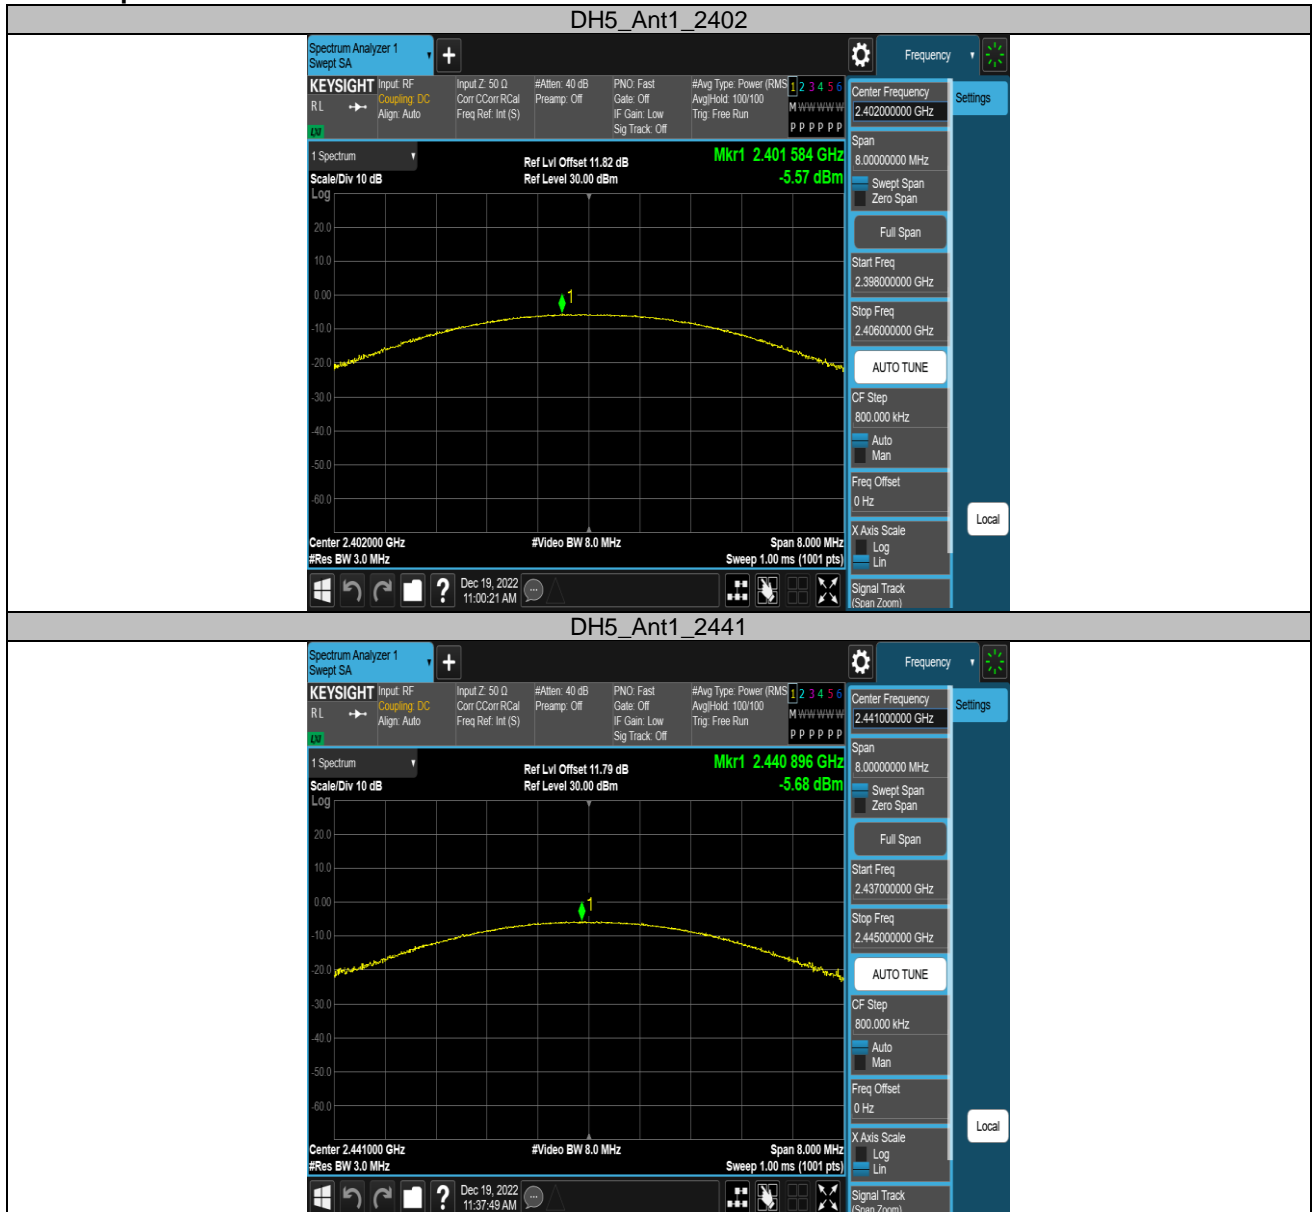 DH5_Ant1_2402
Spectrum Analyzer 1
Swept SA
+
Frequency
KEYSIGHT
RL
LXI
Input: RF
Coupling: DC
Align: Auto
Input Z: 50 Ω
Corr CCorr RCal
Freq Ref: Int (S)
#Atten: 40 dB
Preamp: Off
PNO: Fast
Gate: Off
IF Gain: Low
Sig Track: Off
#Avg Type: Power (RMS
Avg|Hold: 100/100
Trig: Free Run
1 2 3 4 5 6
M W W W W W
P P P P P P
Center Frequency
2.402000000 GHz
Settings
1 Spectrum
Ref Lvl Offset 11.82 dB
Mkr1 2.401 584 GHz
Scale/Div 10 dB
Ref Level 30.00 dBm
-5.57 dBm
Log
20.0
10.0
0.00
-10.0
-20.0
-30.0
-40.0
-50.0
-60.0
1
Span
8.00000000 MHz
Swept Span
Zero Span
Full Span
Start Freq
2.398000000 GHz
Stop Freq
2.406000000 GHz
AUTO TUNE
CF Step
800.000 kHz
Auto
Man
Freq Offset
0 Hz
X Axis Scale
Log
Lin
Signal Track
(Span Zoom)
Local
Center 2.402000 GHz
#Video BW 8.0 MHz
Span 8.000 MHz
#Res BW 3.0 MHz
Sweep 1.00 ms (1001 pts)
?
Dec 19, 2022
11:00:21 AM
DH5_Ant1_2441
Spectrum Analyzer 1
Swept SA
+
Frequency
KEYSIGHT
RL
LXI
Input: RF
Coupling: DC
Align: Auto
Input Z: 50 Ω
Corr CCorr RCal
Freq Ref: Int (S)
#Atten: 40 dB
Preamp: Off
PNO: Fast
Gate: Off
IF Gain: Low
Sig Track: Off
#Avg Type: Power (RMS
Avg|Hold: 100/100
Trig: Free Run
1 2 3 4 5 6
M W W W W W
P P P P P P
Center Frequency
2.441000000 GHz
Settings
1 Spectrum
Ref Lvl Offset 11.79 dB
Mkr1 2.440 896 GHz
Scale/Div 10 dB
Ref Level 30.00 dBm
-5.68 dBm
Log
20.0
10.0
0.00
-10.0
-20.0
-30.0
-40.0
-50.0
-60.0
1
Span
8.00000000 MHz
Swept Span
Zero Span
Full Span
Start Freq
2.437000000 GHz
Stop Freq
2.445000000 GHz
AUTO TUNE
CF Step
800.000 kHz
Auto
Man
Freq Offset
0 Hz
X Axis Scale
Log
Lin
Signal Track
(Span Zoom)
Local
Center 2.441000 GHz
#Video BW 8.0 MHz
Span 8.000 MHz
#Res BW 3.0 MHz
Sweep 1.00 ms (1001 pts)
?
Dec 19, 2022
11:37:49 AM